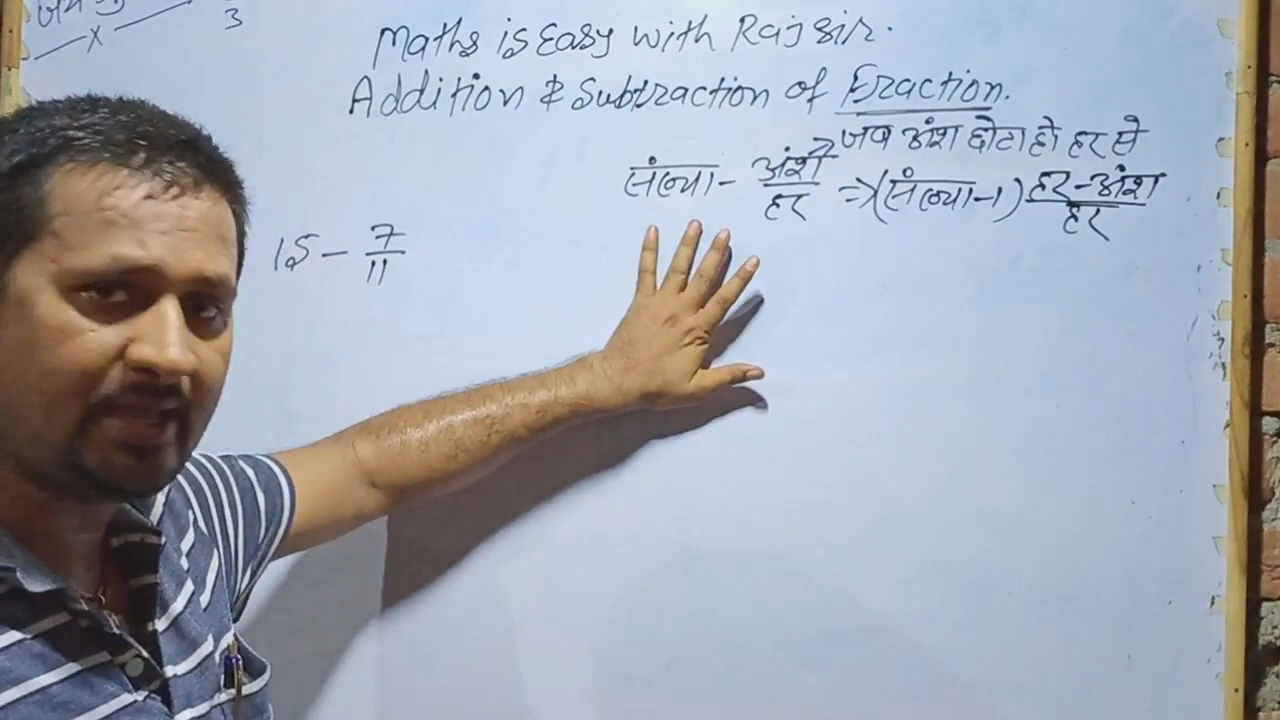 जय
3
Maths is Easy with Raj sir.
Addition & Subtraction of Fraction.
जब अंश छोटा हो हर से
संख्या - अंश/हर => (संख्या-1) हर-अंश/हर
15 - 7/11